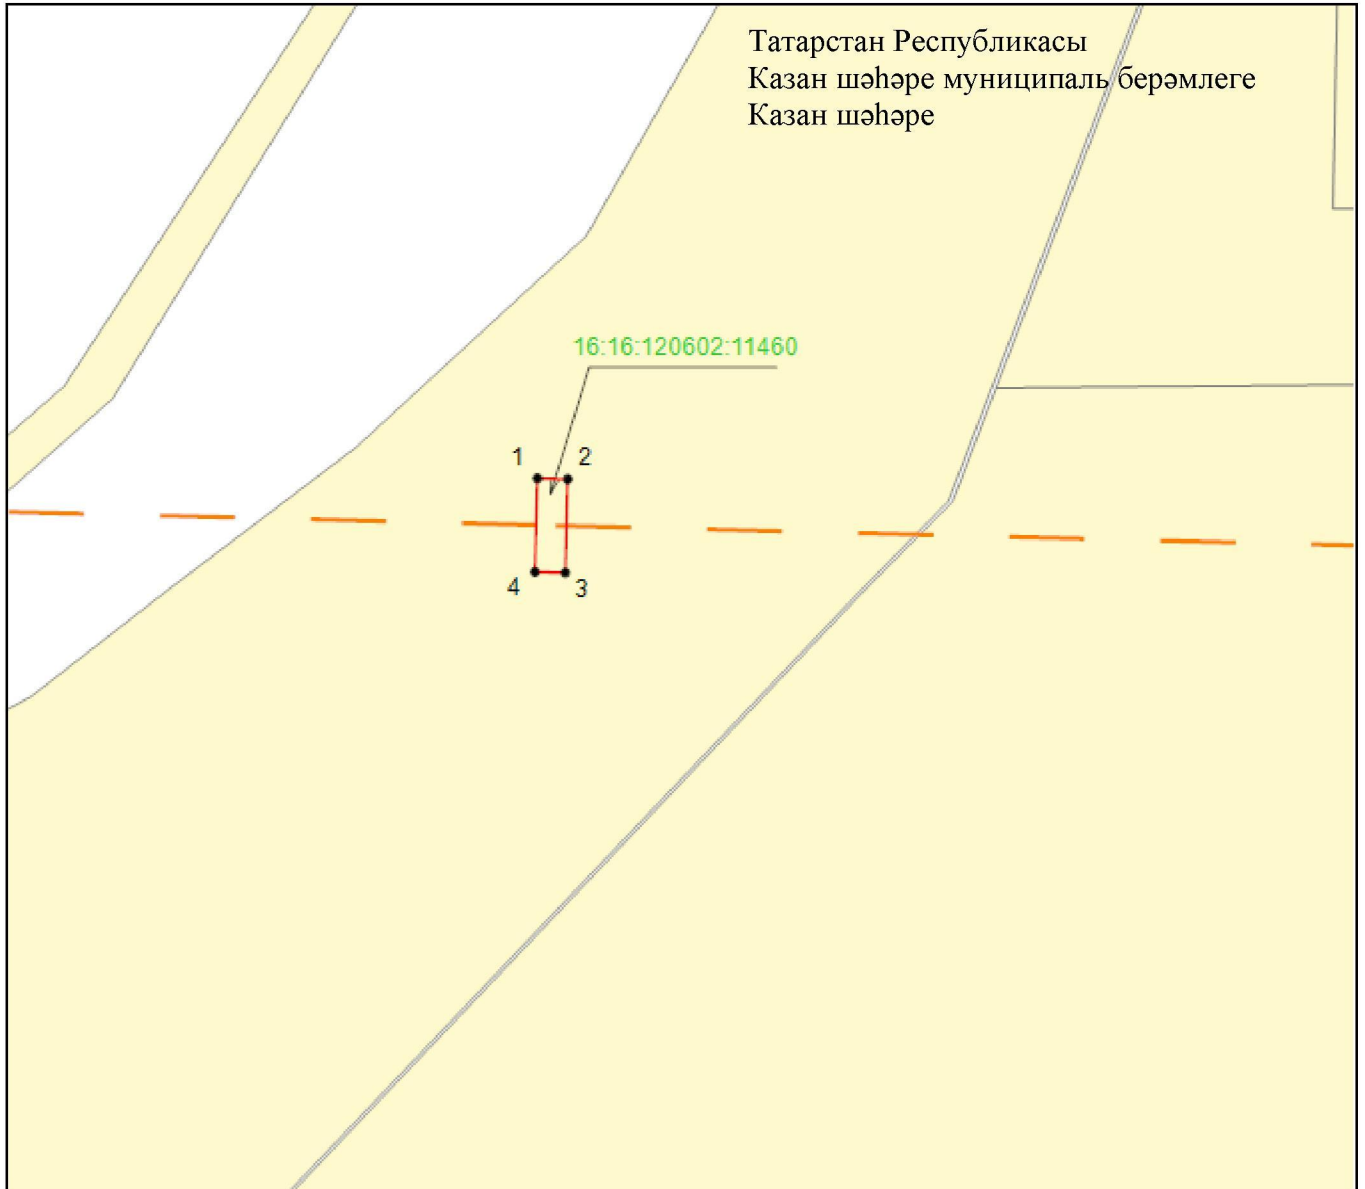 Татарстан Республикасы
Казан шәһәре муниципаль берәмлеге
Казан шәһәре
16:16:120602:11460
1 2
4 3